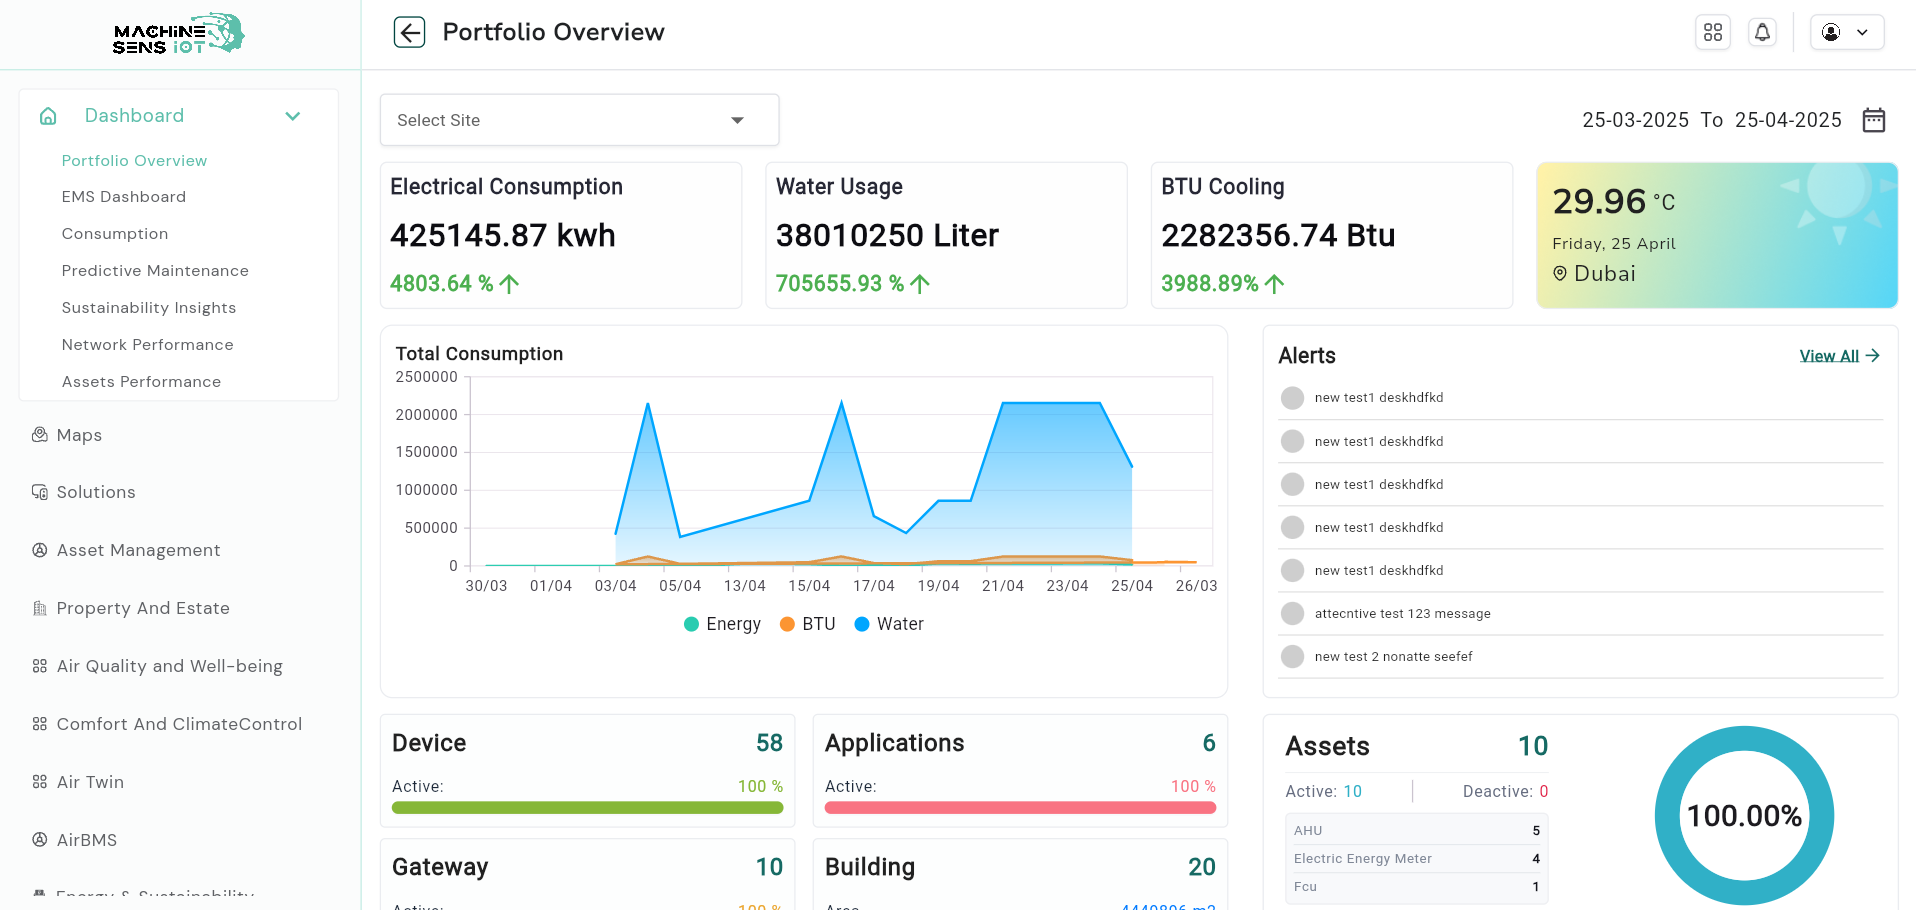 MACHiNE
SENS iOT
Portfolio Overview
Dashboard
Portfolio Overview
EMS Dashboard
Consumption
Predictive Maintenance
Sustainability Insights
Network Performance
Assets Performance
Maps
Solutions
Asset Management
Property And Estate
Air Quality and Well-being
Comfort And ClimateControl
Air Twin
AirBMS
Energy & Sustainability
Select Site
25-03-2025 To 25-04-2025
Electrical Consumption
425145.87 kwh
4803.64 %
Water Usage
38010250 Liter
705655.93 %
BTU Cooling
2282356.74 Btu
3988.89%
29.96 °C
Friday, 25 April
Dubai
Total Consumption
2500000
2000000
1500000
1000000
500000
0
30/03 01/04 03/04 05/04 13/04 15/04 17/04 19/04 21/04 23/04 25/04 26/03
Energy BTU Water
Alerts
View All
new test1 deskhdfkd
new test1 deskhdfkd
new test1 deskhdfkd
new test1 deskhdfkd
new test1 deskhdfkd
attecntive test 123 message
new test 2 nonatte seefef
Device 58
Active: 100 %
Applications 6
Active: 100 %
Gateway 10
Active: 100 %
Building 20
Area 4449806 m2
Assets 10
Active: 10 Deactive: 0
AHU 5
Electric Energy Meter 4
Fcu 1
100.00%